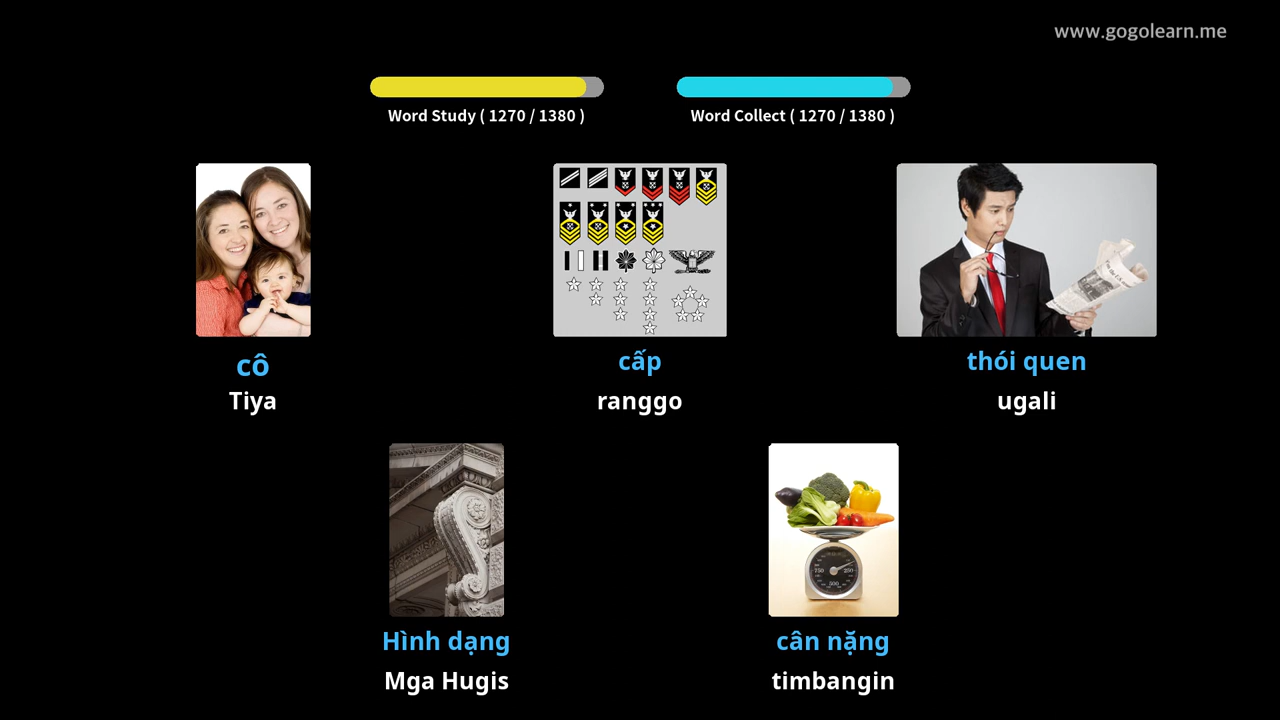 www.gogolearn.me
Word Study ( 1270 / 1380 )
Word Collect ( 1270 / 1380 )
cô
Tiya
cấp
ranggo
thói quen
ugali
Hình dạng
Mga Hugis
cân nặng
timbangin